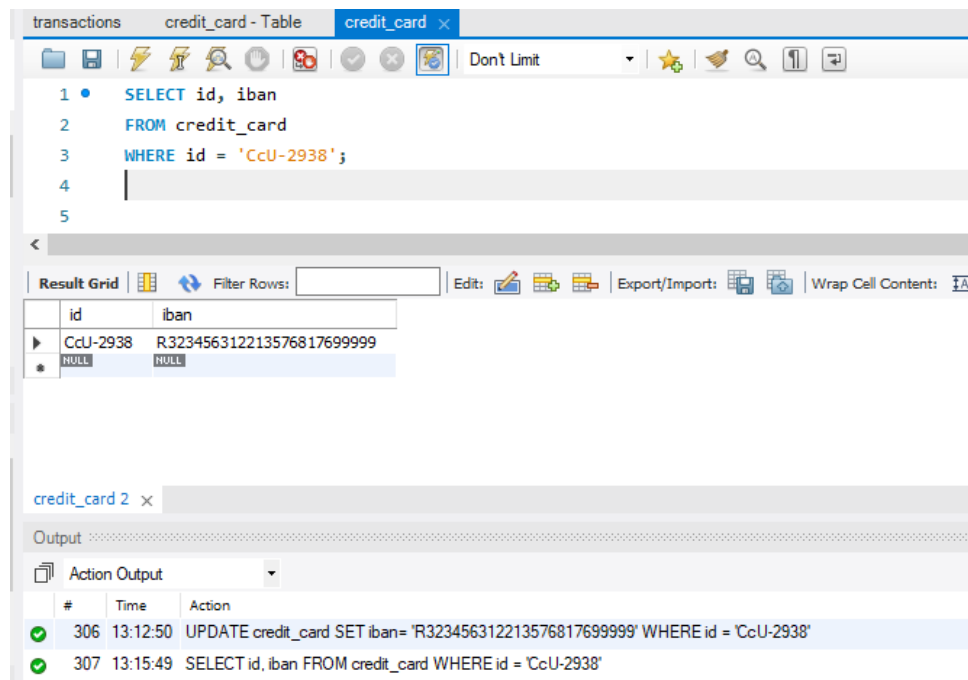 transactions credit_card - Table credit_card
Don't Limit
1 SELECT id, iban
2 FROM credit_card
3 WHERE id = 'CcU-2938';
4
5
Result Grid Filter Rows: Edit: Export/Import: Wrap Cell Content: IA
id iban
CcU-2938 R323456312213576817699999
NULL NULL
credit_card 2
Output
Action Output
# Time Action
306 13:12:50 UPDATE credit_card SET iban= 'R323456312213576817699999' WHERE id = 'CcU-2938'
307 13:15:49 SELECT id, iban FROM credit_card WHERE id = 'CcU-2938'